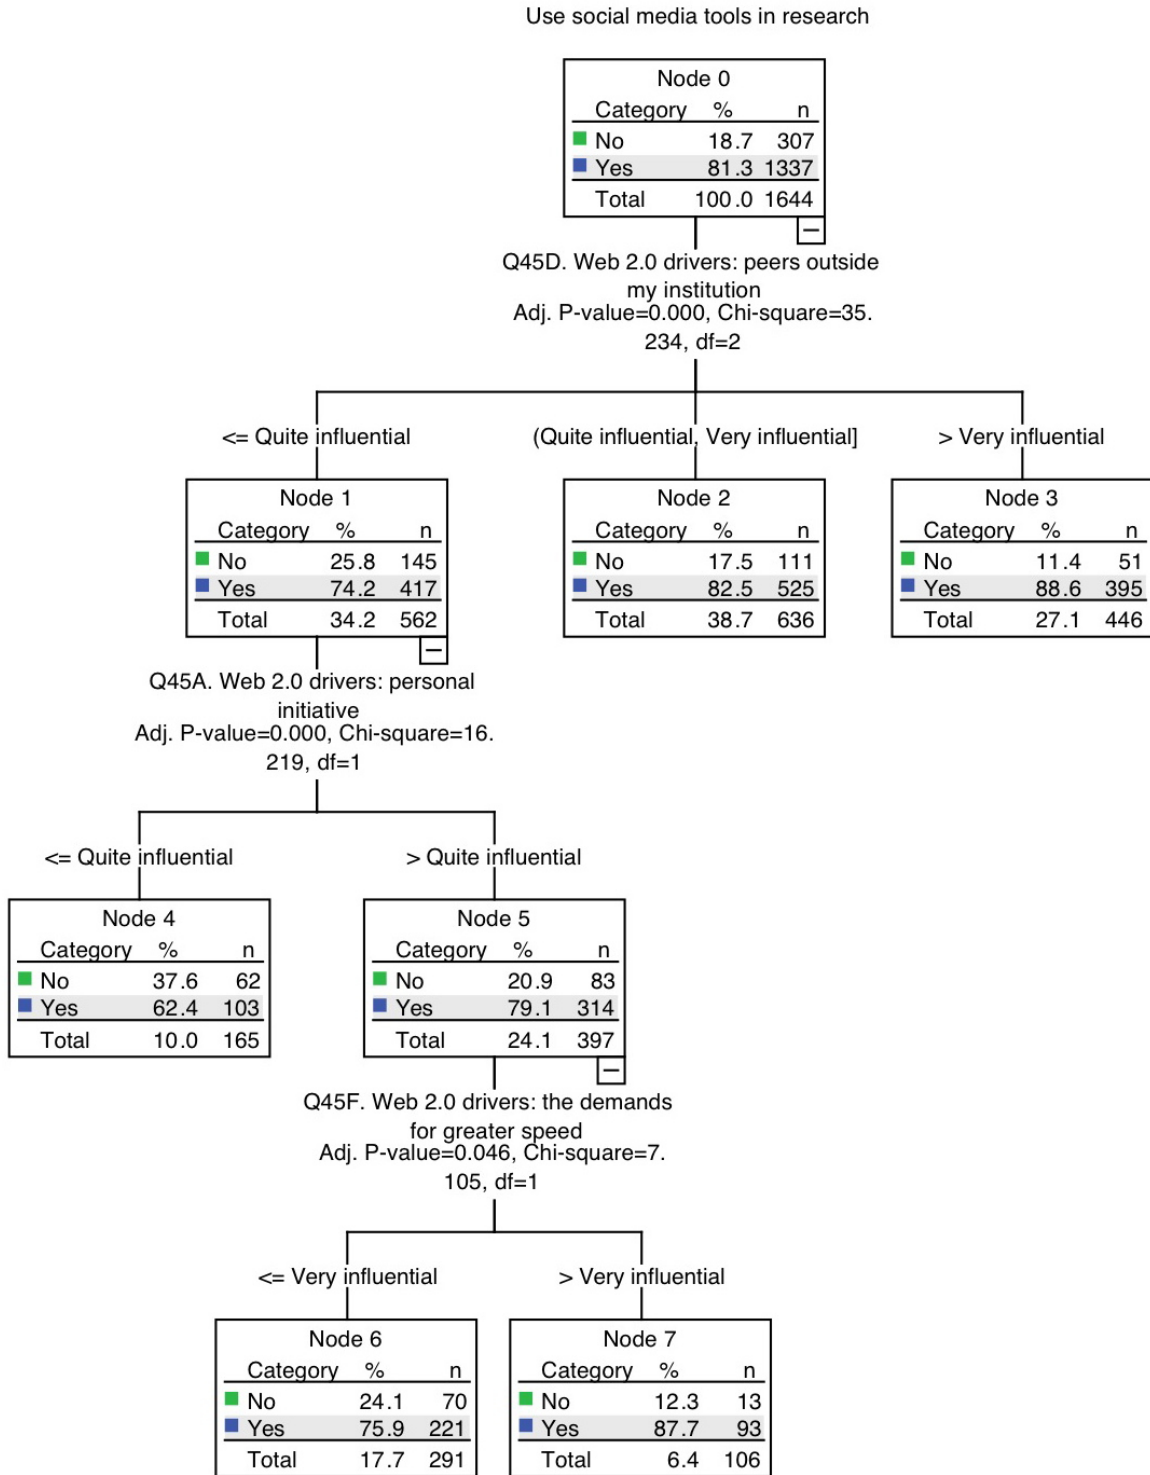 Use social media tools in research
Node 0
Category % n
No 18.7 307
Yes 81.3 1337
Total 100.0 1644
Q45D. Web 2.0 drivers: peers outside
my institution
Adj. P-value=0.000, Chi-square=35.
234, df=2
<= Quite influential
(Quite influential, Very influential]
> Very influential
Node 1
Category % n
No 25.8 145
Yes 74.2 417
Total 34.2 562
Node 2
Category % n
No 17.5 111
Yes 82.5 525
Total 38.7 636
Node 3
Category % n
No 11.4 51
Yes 88.6 395
Total 27.1 446
Q45A. Web 2.0 drivers: personal
initiative
Adj. P-value=0.000, Chi-square=16.
219, df=1
<= Quite influential
> Quite influential
Node 4
Category % n
No 37.6 62
Yes 62.4 103
Total 10.0 165
Node 5
Category % n
No 20.9 83
Yes 79.1 314
Total 24.1 397
Q45F. Web 2.0 drivers: the demands
for greater speed
Adj. P-value=0.046, Chi-square=7.
105, df=1
<= Very influential
> Very influential
Node 6
Category % n
No 24.1 70
Yes 75.9 221
Total 17.7 291
Node 7
Category % n
No 12.3 13
Yes 87.7 93
Total 6.4 106